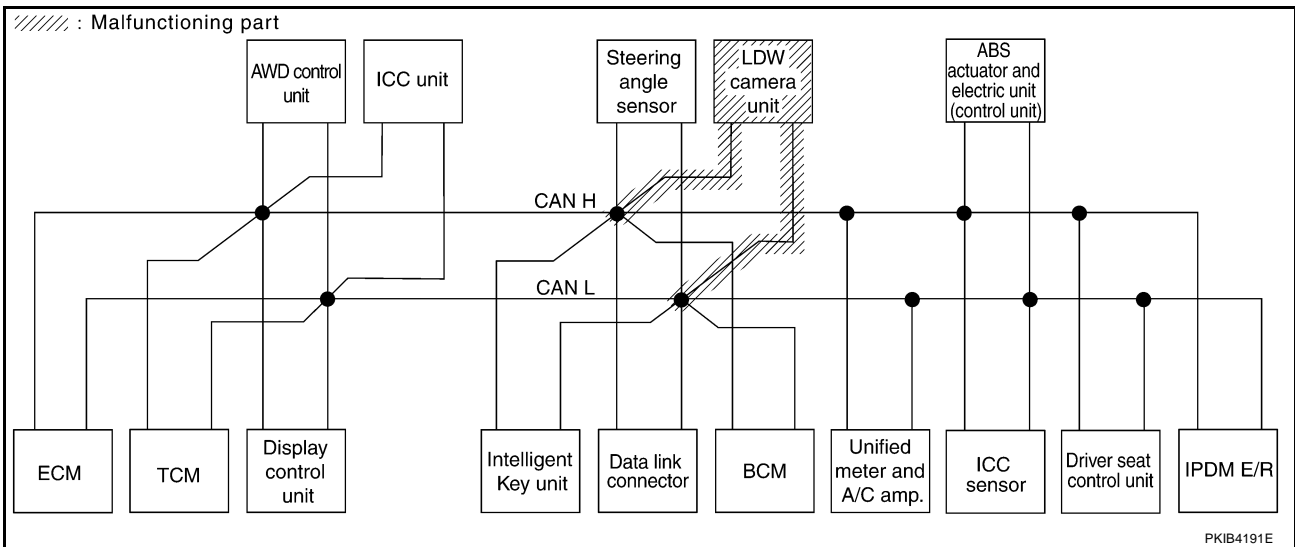 : Malfunctioning part
AWD control
unit
ICC unit
Steering
angle
sensor
LDW
camera
unit
ABS
actuator and
electric unit
(control unit)
CAN H
CAN L
ECM
TCM
Display
control
unit
Intelligent
Key unit
Data link
connector
BCM
Unified
meter and
A/C amp.
ICC
sensor
Driver seat
control unit
IPDM E/R
PKIB4191E